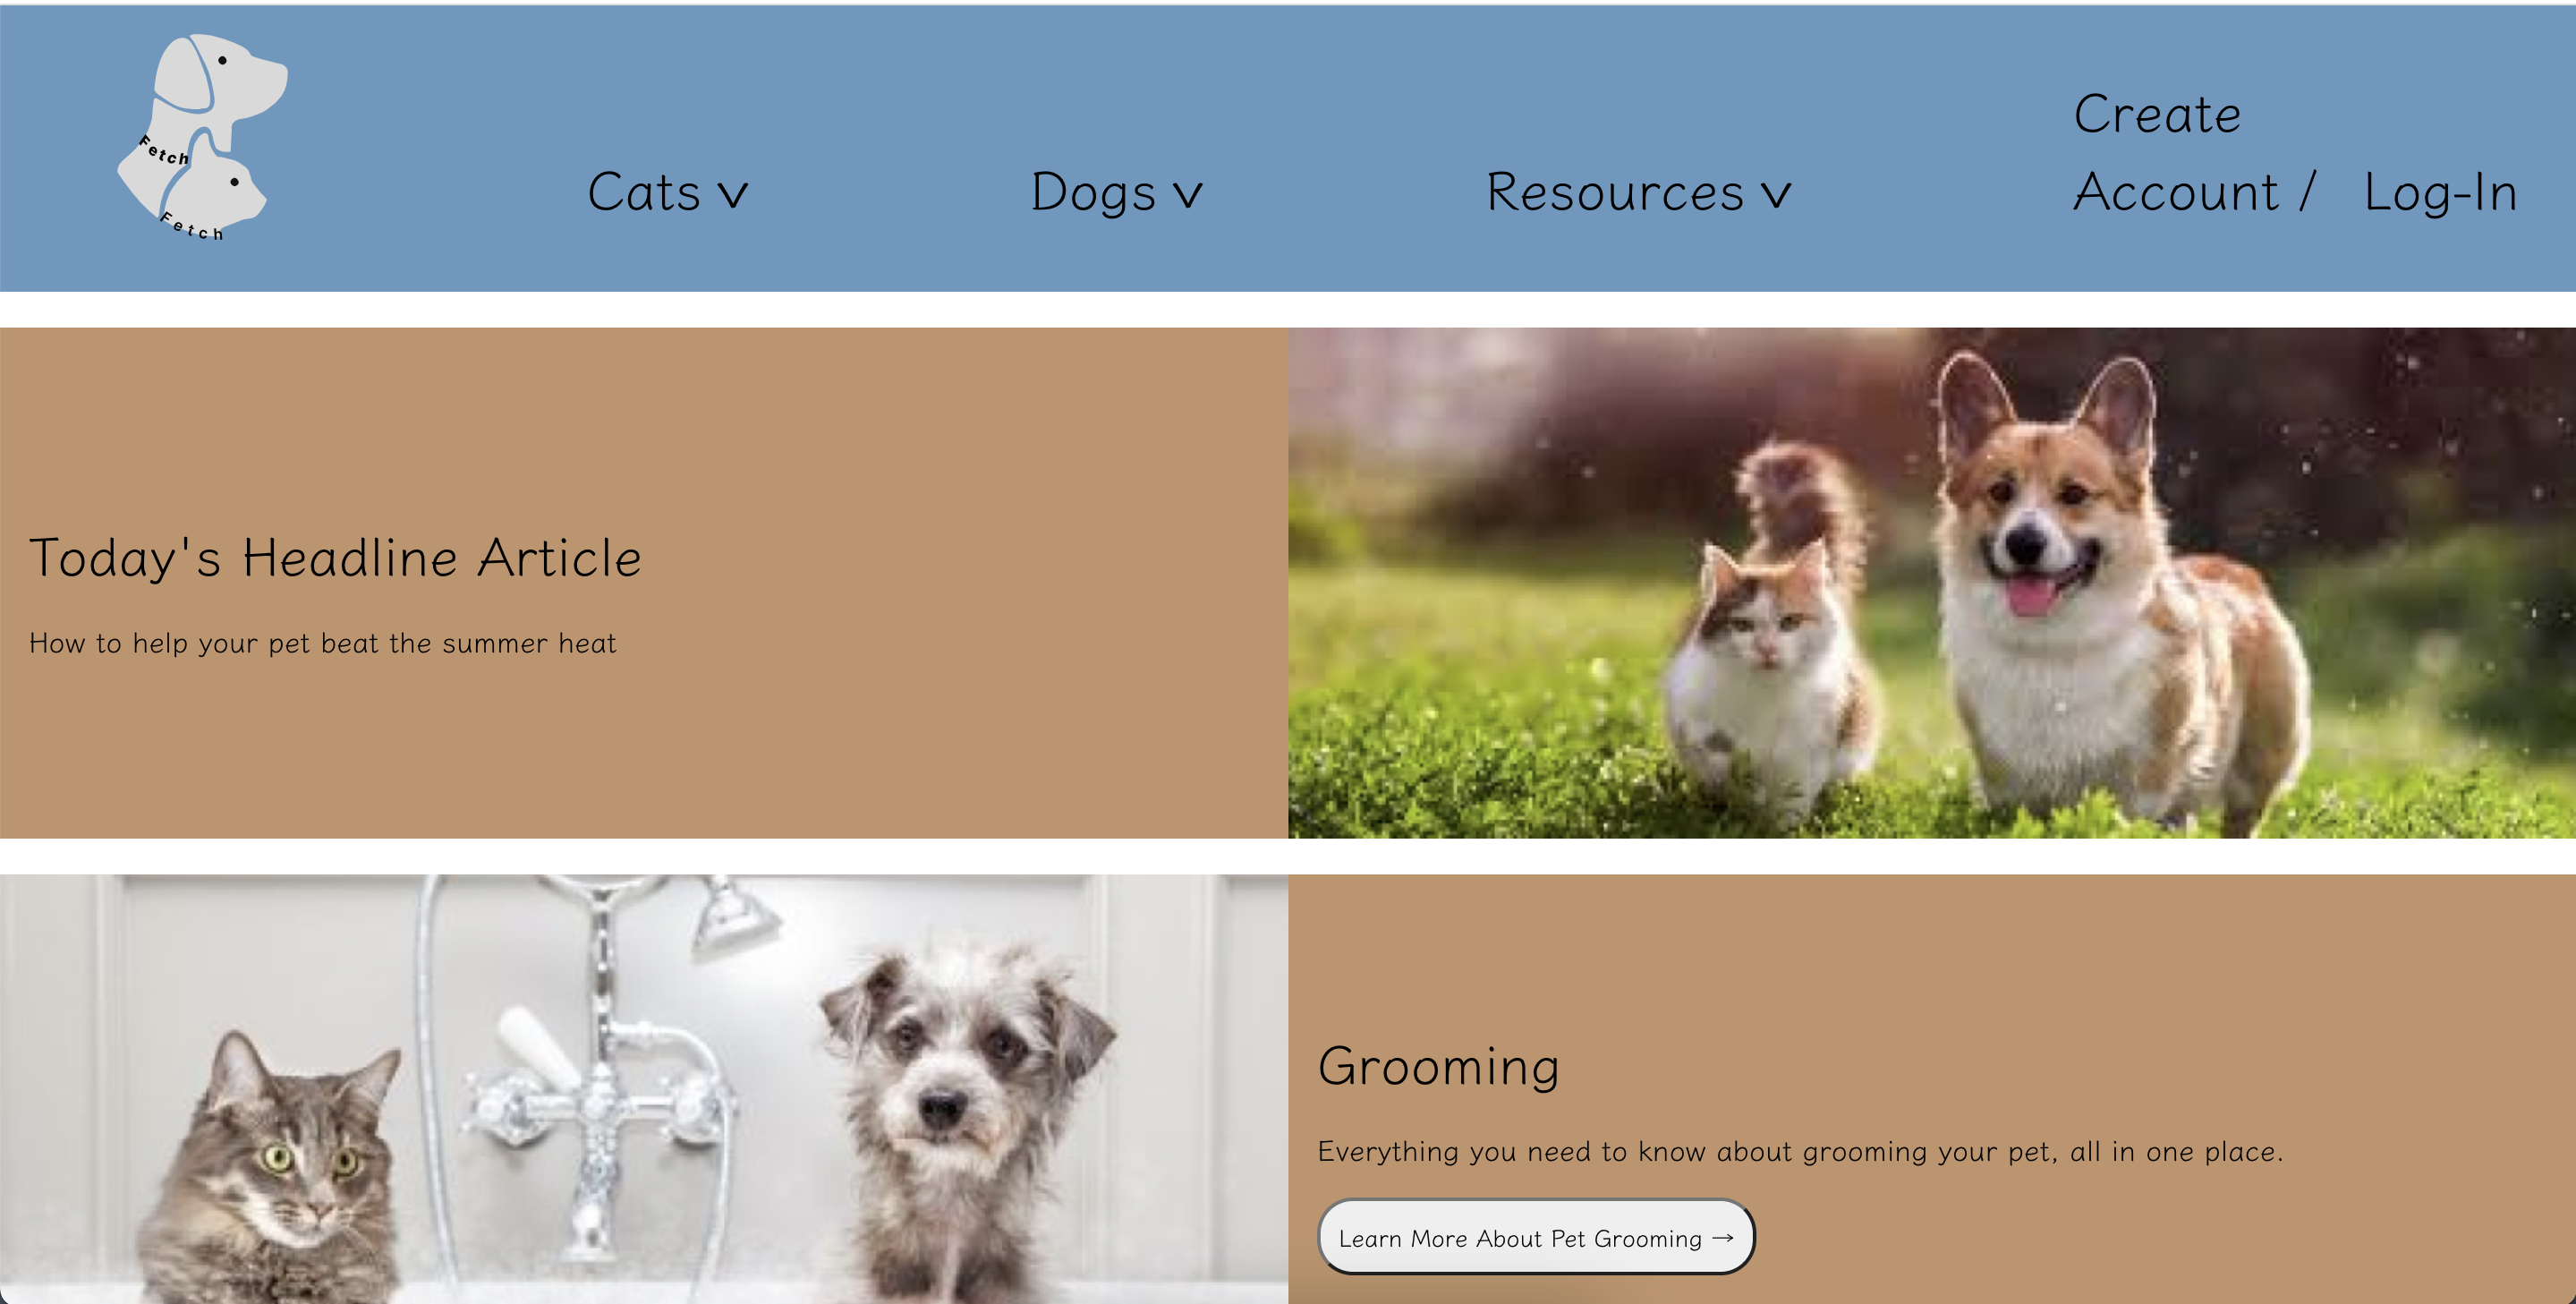 Fetch
Fetch
Cats v
Dogs v
Resources v
Create
Account / Log-In
Today's Headline Article
How to help your pet beat the summer heat
Grooming
Everything you need to know about grooming your pet, all in one place.
Learn More About Pet Grooming →